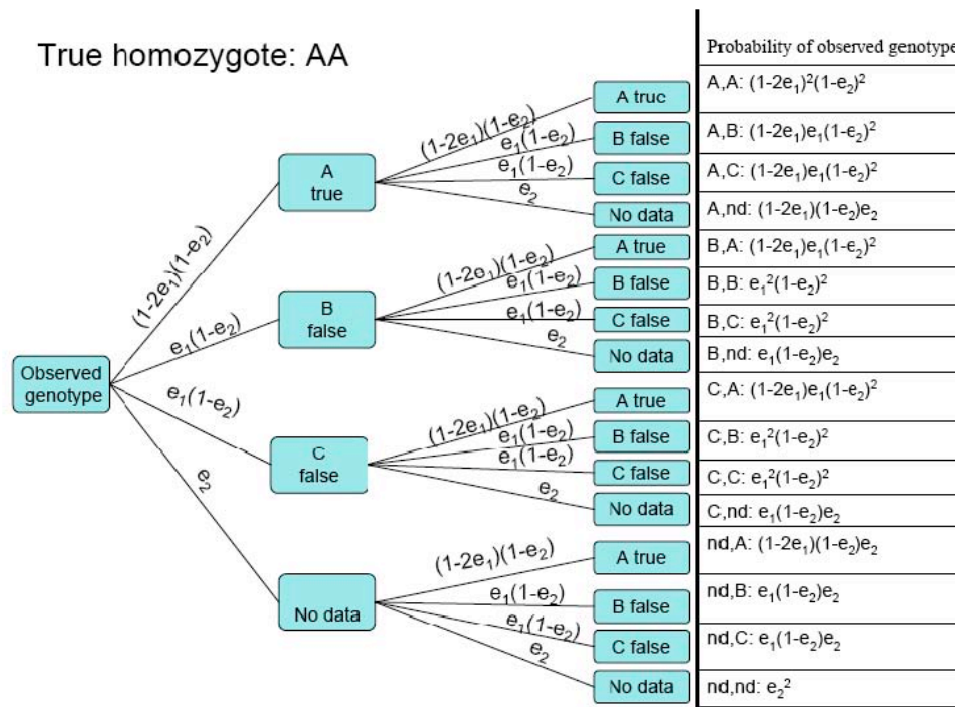 True homozygote: AA
Probability of observed genotype
Observed
genotype
(1-2e₁)(1-e₂)
e₁(1-e₂)
e₁(1-e₂)
e₂
A
true
(1-2e₁)(1-e₂)
e₁(1-e₂)
e₁(1-e₂)
e₂
A true
B false
C false
No data
A,A: (1-2e₁)²(1-e₂)²
A,B: (1-2e₁)e₁(1-e₂)²
A,C: (1-2e₁)e₁(1-e₂)²
A,nd: (1-2e₁)(1-e₂)e₂
B
false
(1-2e₁)(1-e₂)
e₁(1-e₂)
e₁(1-e₂)
e₂
A true
B false
C false
No data
B,A: (1-2e₁)e₁(1-e₂)²
B,B: e₁²(1-e₂)²
B,C: e₁²(1-e₂)²
B,nd: e₁(1-e₂)e₂
C
false
(1-2e₁)(1-e₂)
e₁(1-e₂)
e₁(1-e₂)
e₂
A true
B false
C false
No data
C,A: (1-2e₁)e₁(1-e₂)²
C,B: e₁²(1-e₂)²
C,C: e₁²(1-e₂)²
C,nd: e₁(1-e₂)e₂
No data
(1-2e₁)(1-e₂)
e₁(1-e₂)
e₁(1-e₂)
e₂
A true
B false
C false
No data
nd,A: (1-2e₁)(1-e₂)e₂
nd,B: e₁(1-e₂)e₂
nd,C: e₁(1-e₂)e₂
nd,nd: e₂²